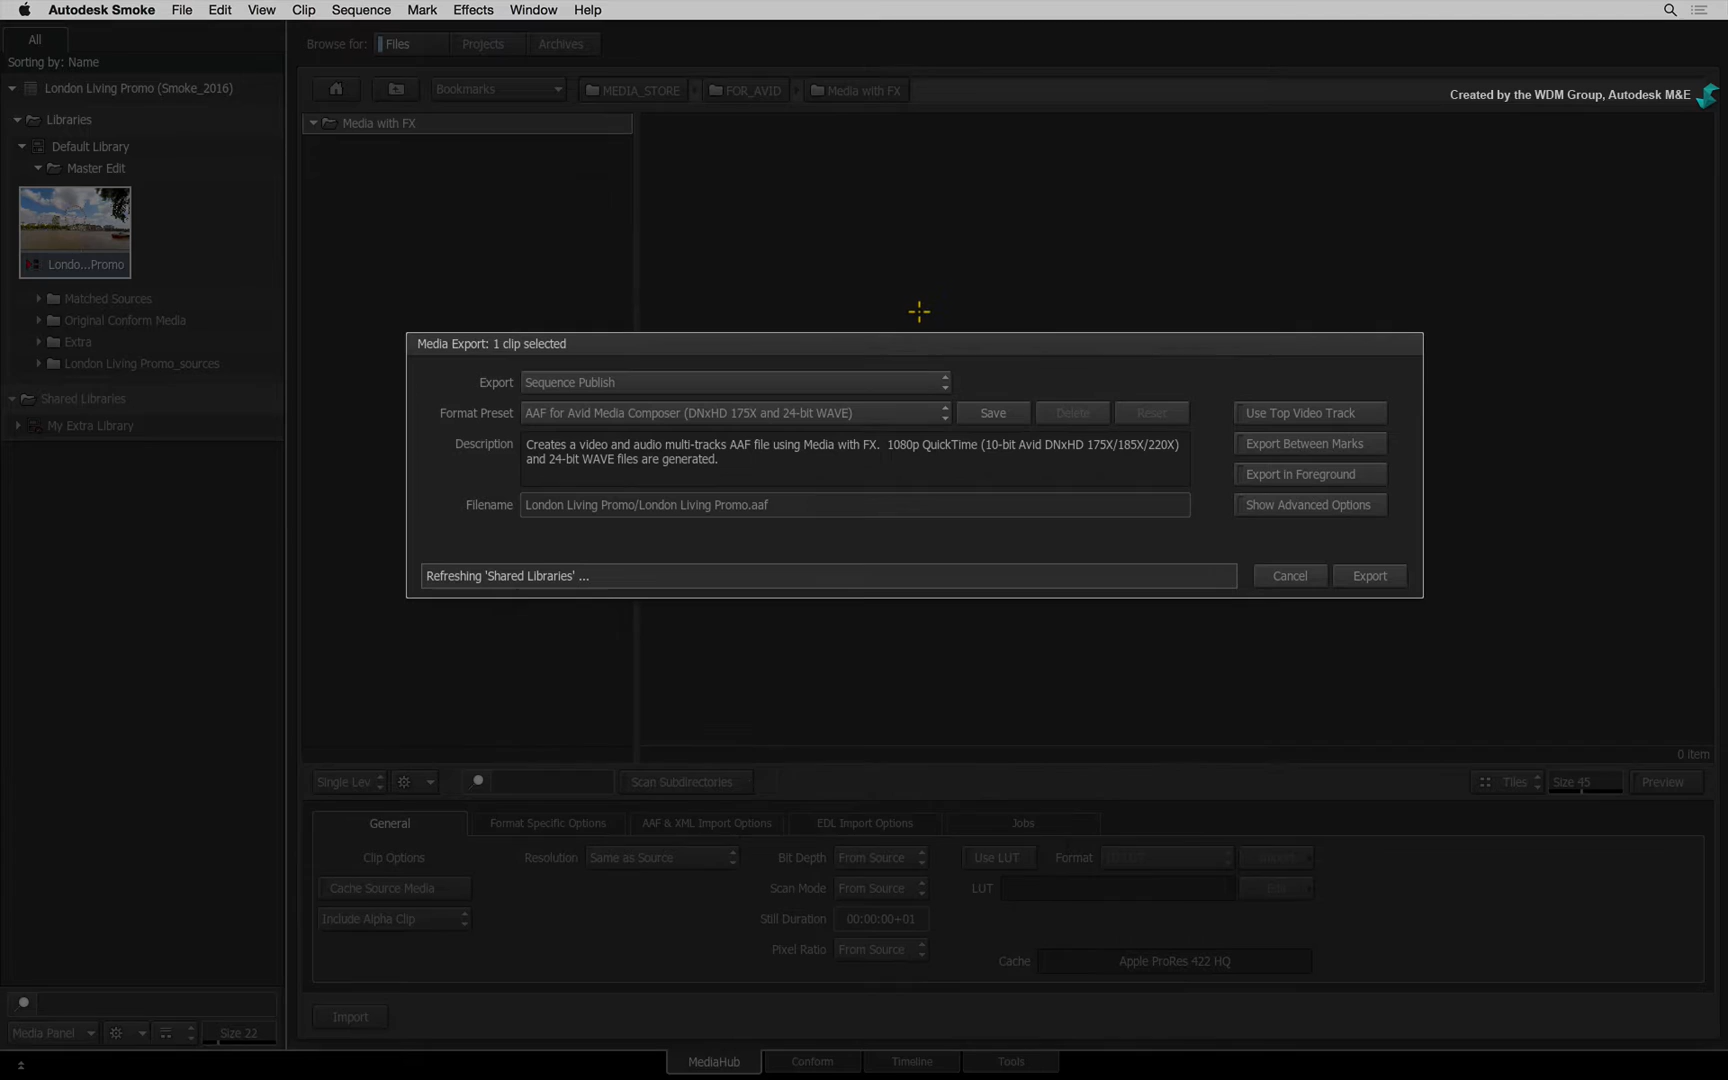 Autodesk Smoke File Edit View Clip Sequence Mark Effects Window Help
All
Sorting by: Name
London Living Promo (Smoke_2016)
Libraries
Default Library
Master Edit
Londo...Promo
Matched Sources
Original Conform Media
Extra
London Living Promo_sources
Shared Libraries
My Extra Library
Browse for: Files Projects Archives
Bookmarks MEDIA_STORE FOR_AVID Media with FX
Created by the WDM Group, Autodesk M&E
Media with FX
Media Export: 1 clip selected
Export Sequence Publish
Format Preset AAF for Avid Media Composer (DNxHD 175X and 24-bit WAVE) Save Delete Reset Use Top Video Track
Description Creates a video and audio multi-tracks AAF file using Media with FX. 1080p QuickTime (10-bit Avid DNxHD 175X/185X/220X) Export Between Marks
and 24-bit WAVE files are generated.
Export in Foreground
Filename London Living Promo/London Living Promo.aaf Show Advanced Options
Refreshing 'Shared Libraries' ... Cancel Export
0 item
Single Lev Scan Subdirectories Tiles Size 45 Preview
General Format Specific Options AAF & XML Import Options EDL Import Options Jobs
Clip Options Resolution Same as Source Bit Depth From Source Use LUT Format
Cache Source Media Scan Mode From Source LUT
Include Alpha Clip Still Duration 00:00:00+01
Pixel Ratio From Source
Cache Apple ProRes 422 HQ
Import
Media Panel Size 22
MediaHub Conform Timeline Tools